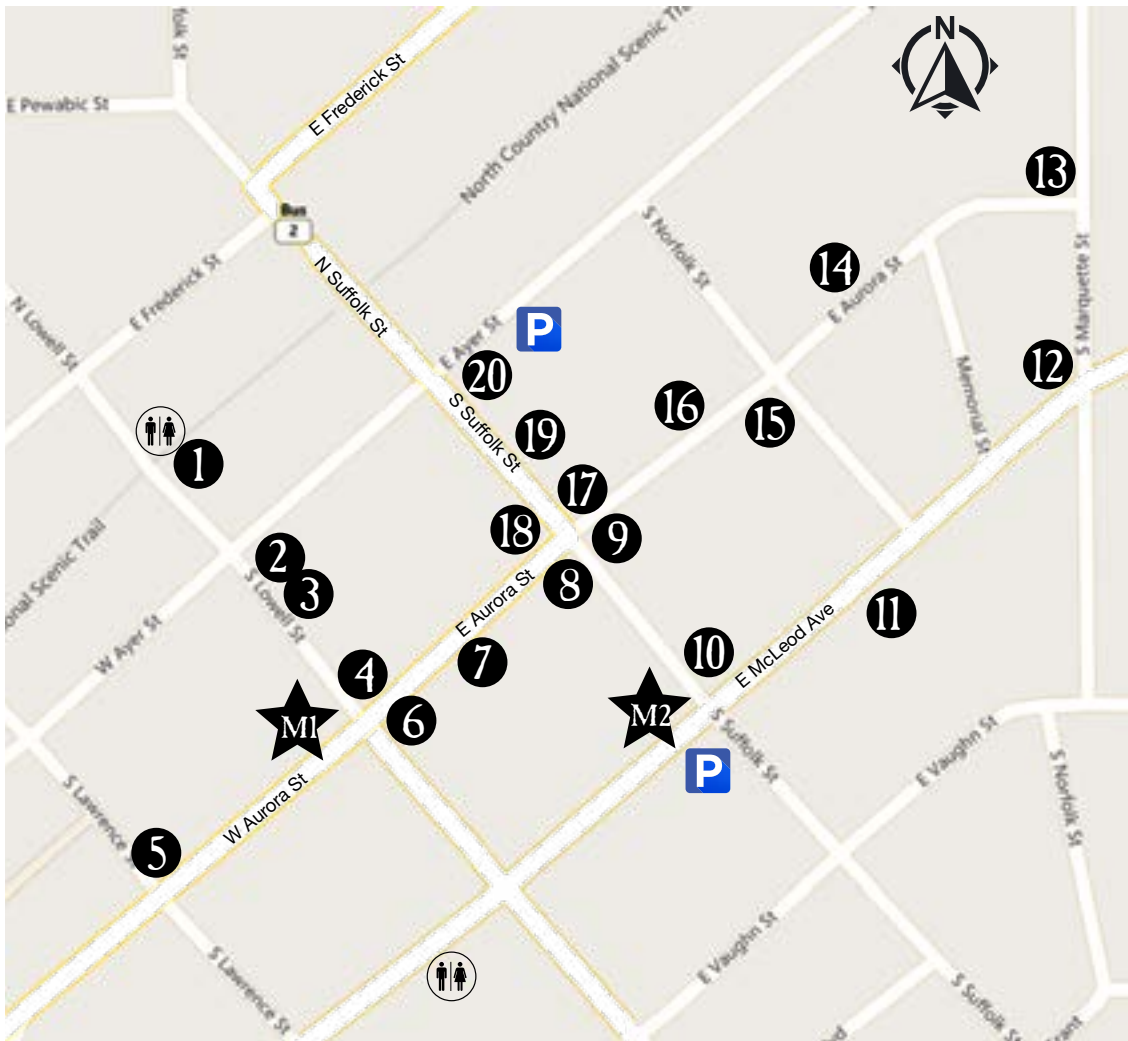 folk St
E Pewabic St
E Frederick St
North Country National Scenic Trai
N
Bus
2
N Suffolk St
E Frederick St
N Lowell St
S Norfolk St
13
14
E Aurora St
S Marquette St
E Ayer St
P
20
12
Memorial St
16
15
S Suffolk St
19
1
17
18
9
onal Scenic Trail
2
3
S Lowell St
8
E Aurora St
11
W Ayer St
7
10
E McLeod Ave
4
M1
6
M2
S Suffolk St
P
E Vaughn St
S Norfolk St
S Lawrence S
W Aurora St
5
E Vaughn St
S Lawrence St
S Suffolk St